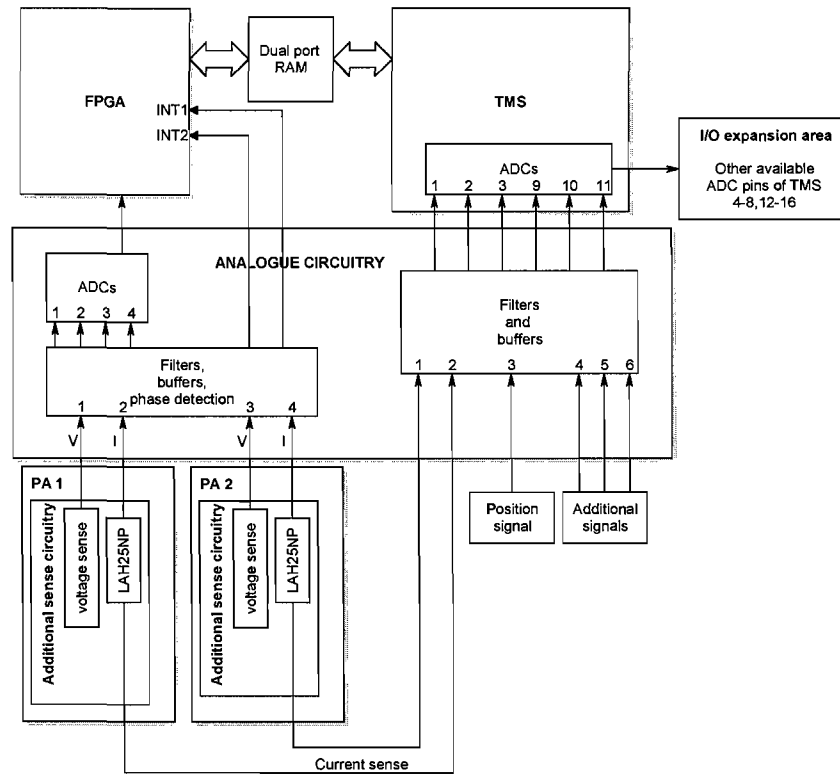 FPGA
Dual port
RAM
TMS
INT1
INT2
ADCs
1 2 3 9 10 11
I/O expansion area
Other available
ADC pins of TMS
4-8,12-16
ANALOGUE CIRCUITRY
ADCs
1 2 3 4
Filters
and
buffers
1 2 3 4 5 6
Filters,
buffers,
phase detection
1 2 3 4
V I V I
PA 1
Additional sense circuitry
voltage sense
LAH25NP
PA 2
Additional sense circuitry
voltage sense
LAH25NP
Position
signal
Additional
signals
Current sense